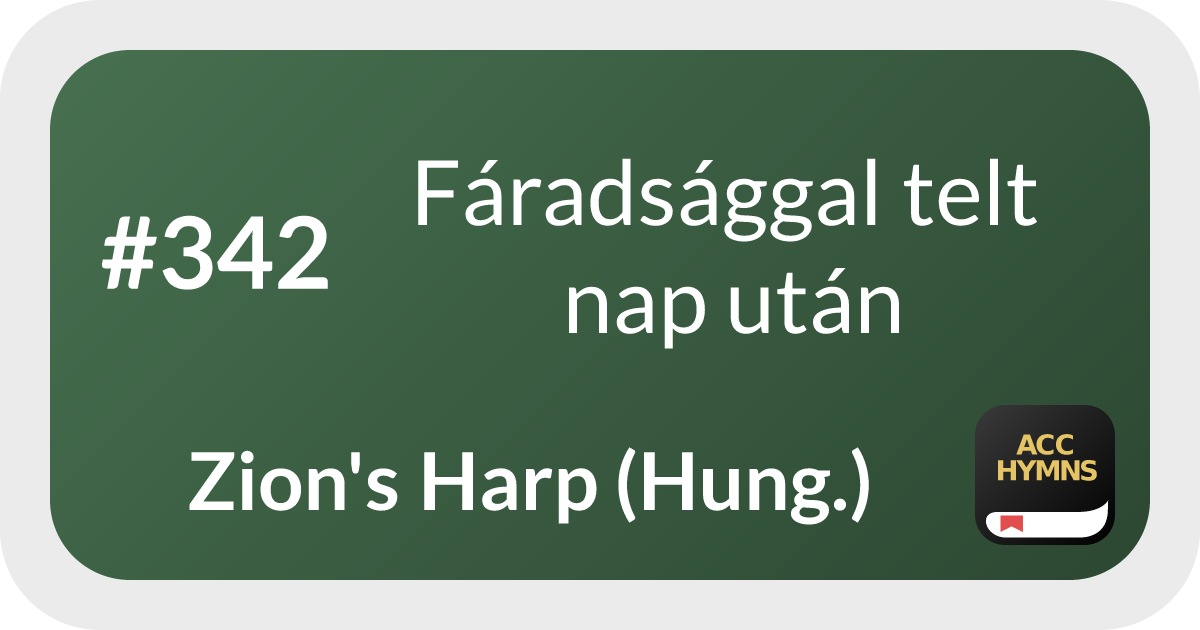 #342
Fáradsággal telt
nap után
Zion's Harp (Hung.)
ACC
HYMNS